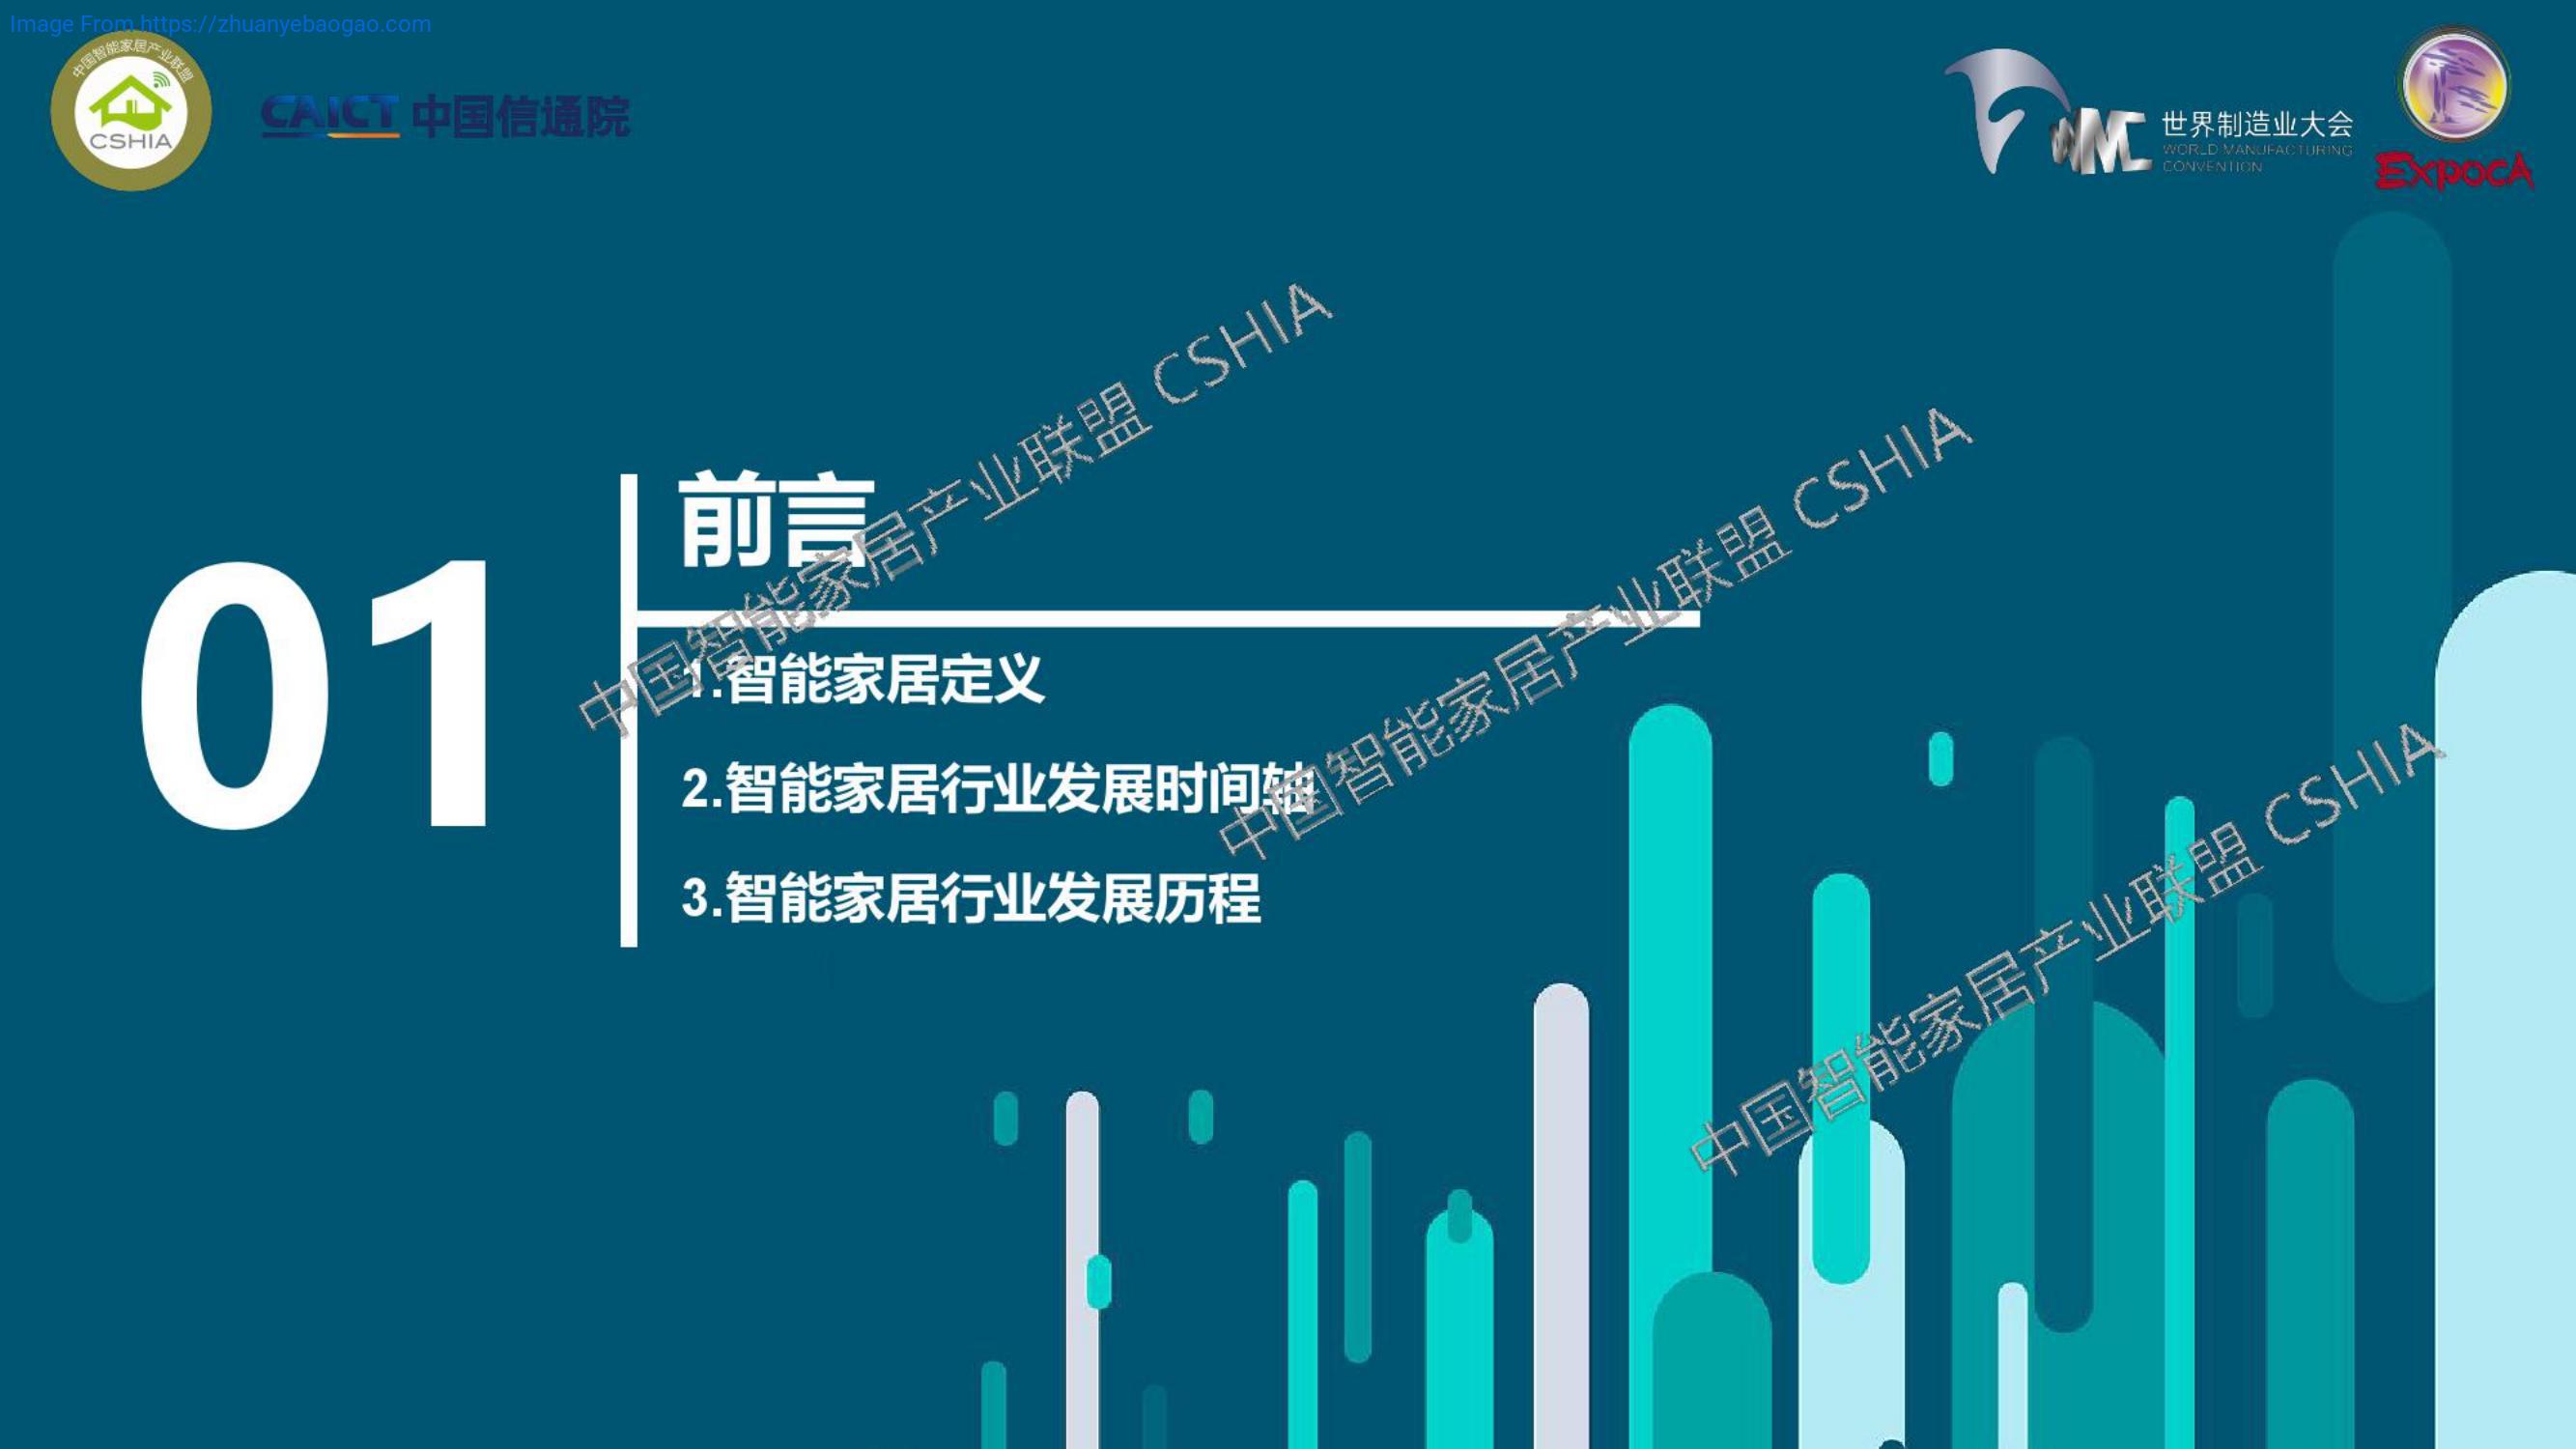 Image From https://zhuanyebaogao.com
中国智能家居产业联盟
CSHIA
CAICT 中国信通院
WMC
世界制造业大会
WORLD MANUFACTURING
CONVENTION
ExpocA
01
前言
1.智能家居定义
2.智能家居行业发展时间轴
3.智能家居行业发展历程
中国智能家居产业联盟 CSHIA
中国智能家居产业联盟 CSHIA
中国智能家居产业联盟 CSHIA